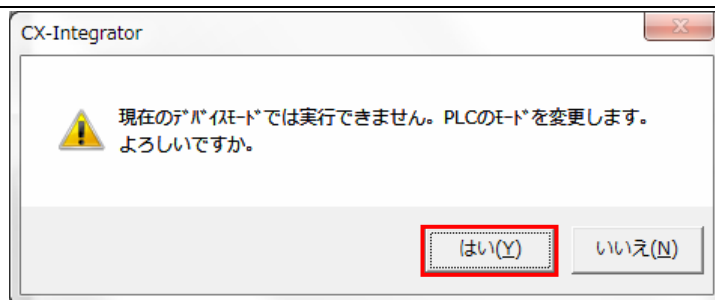 CX-Integrator
現在のﾃﾞﾊﾞｲｽﾓｰﾄﾞでは実行できません。PLCのﾓｰﾄﾞを変更します。
よろしいですか。
はい(Y)
いいえ(N)